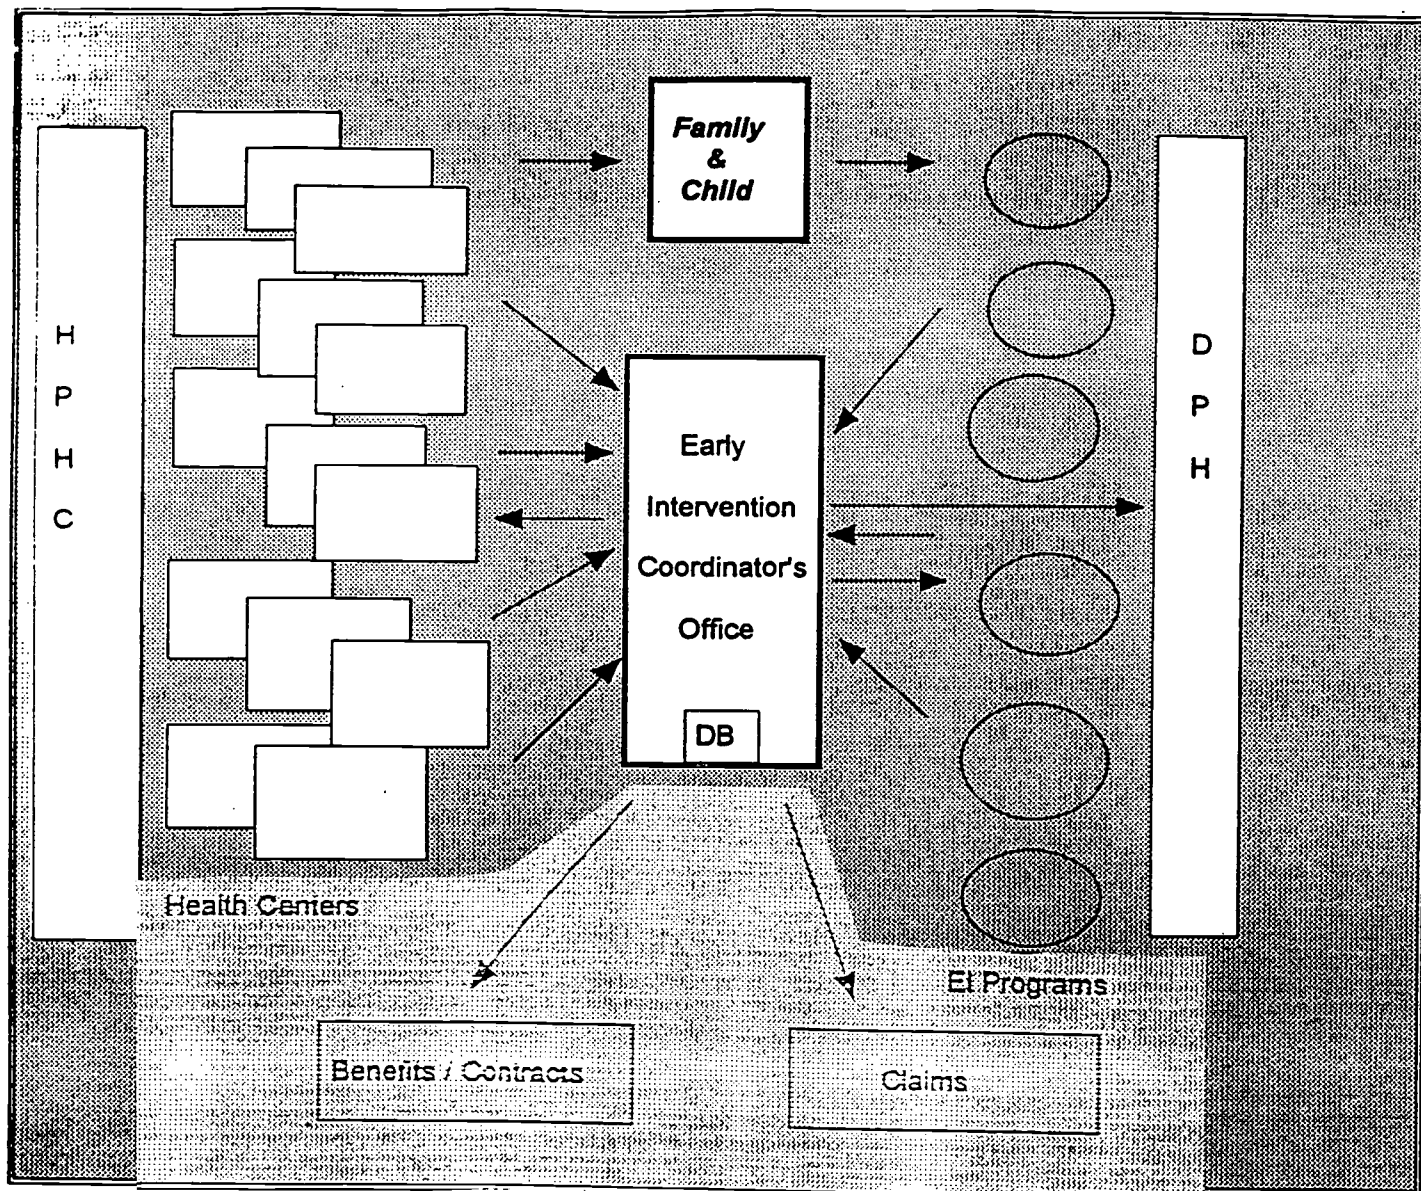 Family
&
Child
H
P
H
C
D
P
H
Early
Intervention
Coordinator's
Office
DB
Health Centers
EI Programs
Benefits / Contracts
Claims